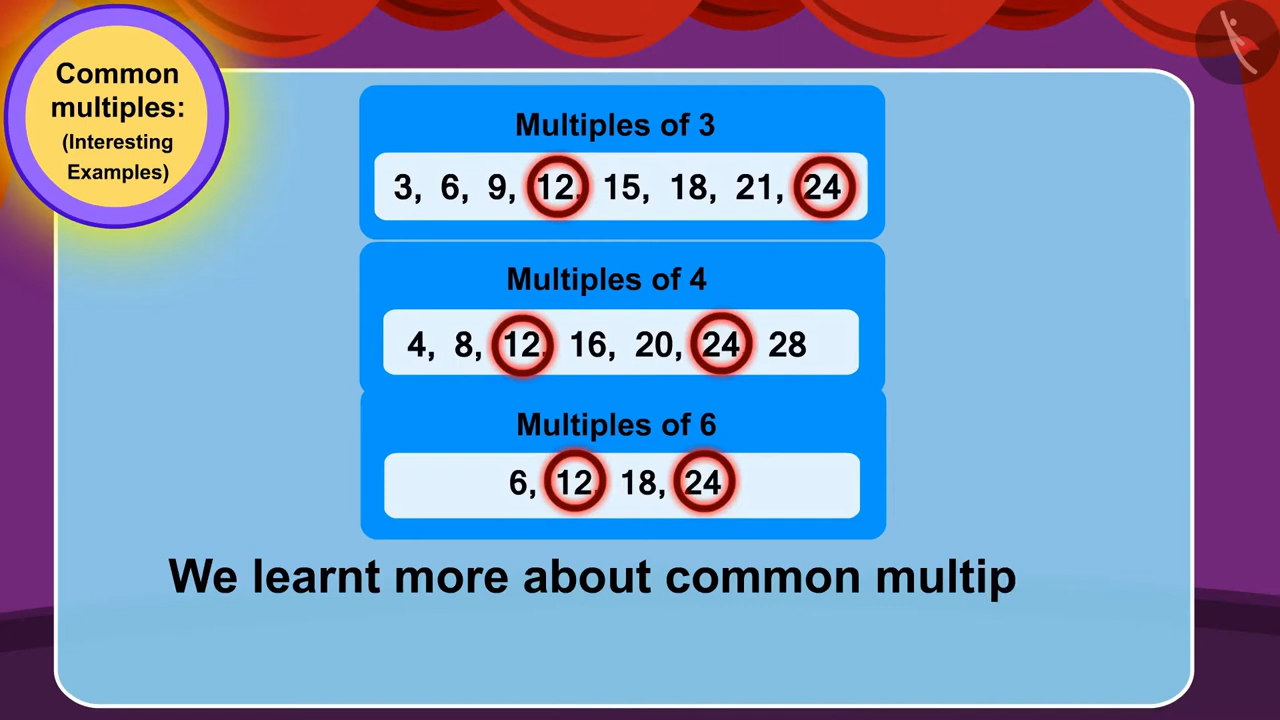 Common
multiples:
(Interesting
Examples)
Multiples of 3
3, 6, 9, 12, 15, 18, 21, 24
Multiples of 4
4, 8, 12, 16, 20, 24 28
Multiples of 6
6, 12, 18, 24
We learnt more about common multip